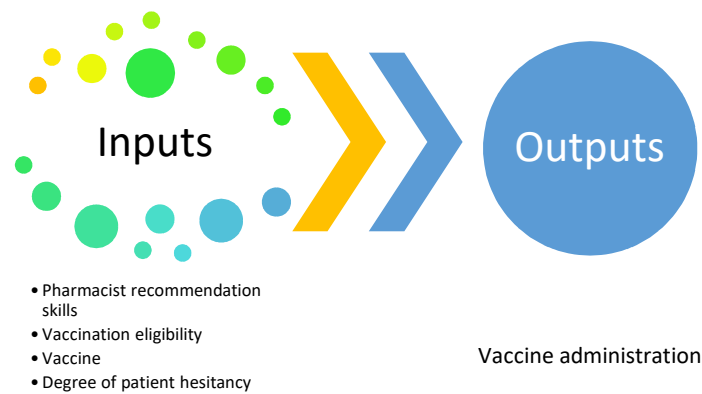 Inputs
Outputs
• Pharmacist recommendation
skills
• Vaccination eligibility
• Vaccine
• Degree of patient hesitancy
Vaccine administration